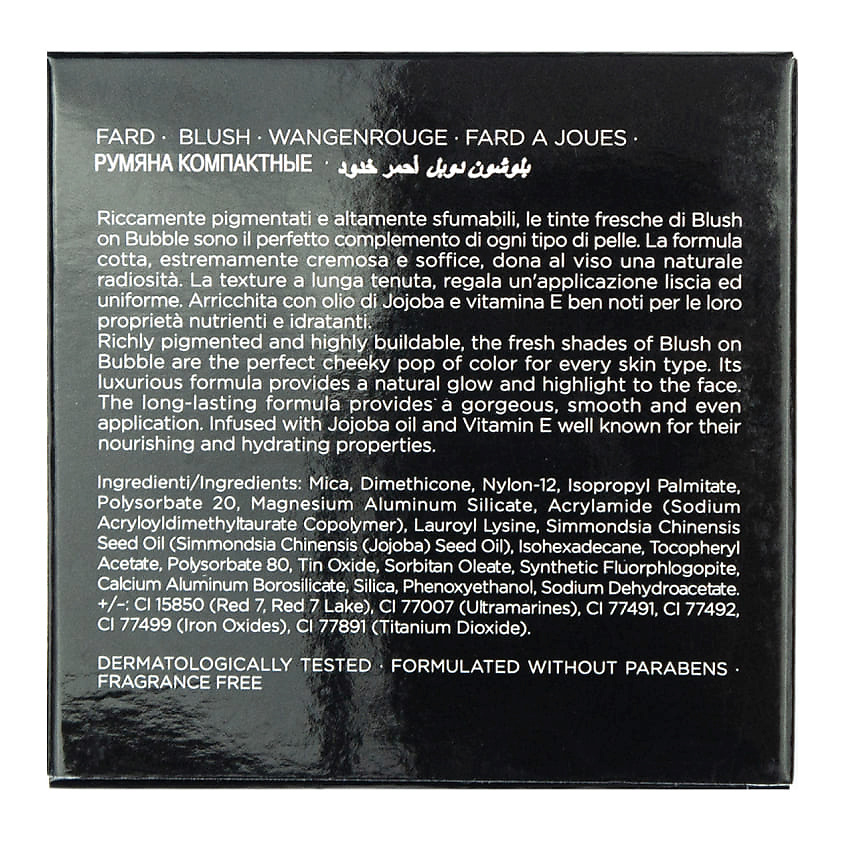 FARD · BLUSH · WANGENROUGE · FARD A JOUES ·
РУМЯНА КОМПАКТНЫЕ · بلوشون دوبل أحمر خدود
Riccamente pigmentati e altamente sfumabili, le tinte fresche di Blush
on Bubble sono il perfetto complemento di ogni tipo di pelle. La formula
cotta, estremamente cremosa e soffice, dona al viso una naturale
radiosità. La texture a lunga tenuta, regala un'applicazione liscia ed
uniforme. Arricchita con olio di Jojoba e vitamina E ben noti per le loro
proprietà nutrienti e idratanti.
Richly pigmented and highly buildable, the fresh shades of Blush on
Bubble are the perfect cheeky pop of color for every skin type. Its
luxurious formula provides a natural glow and highlight to the face.
The long-lasting formula provides a gorgeous, smooth and even
application. Infused with Jojoba oil and Vitamin E well known for their
nourishing and hydrating properties.
Ingredienti/Ingredients: Mica, Dimethicone, Nylon-12, Isopropyl Palmitate,
Polysorbate 20, Magnesium Aluminum Silicate, Acrylamide (Sodium
Acryloyldimethyltaurate Copolymer), Lauroyl Lysine, Simmondsia Chinensis
Seed Oil (Simmondsia Chinensis (Jojoba) Seed Oil), Isohexadecane, Tocopheryl
Acetate, Polysorbate 80, Tin Oxide, Sorbitan Oleate, Synthetic Fluorphlogopite,
Calcium Aluminum Borosilicate, Silica, Phenoxyethanol, Sodium Dehydroacetate.
+/-: CI 15850 (Red 7, Red 7 Lake), CI 77007 (Ultramarines), CI 77491, CI 77492,
CI 77499 (Iron Oxides), CI 77891 (Titanium Dioxide).
DERMATOLOGICALLY TESTED · FORMULATED WITHOUT PARABENS ·
FRAGRANCE FREE